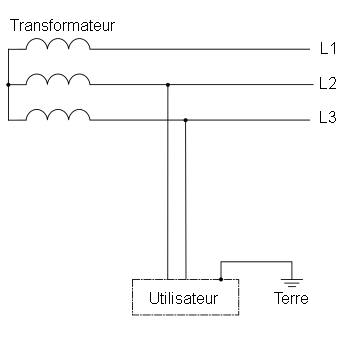 Transformateur
L1
L2
L3
Utilisateur
Terre